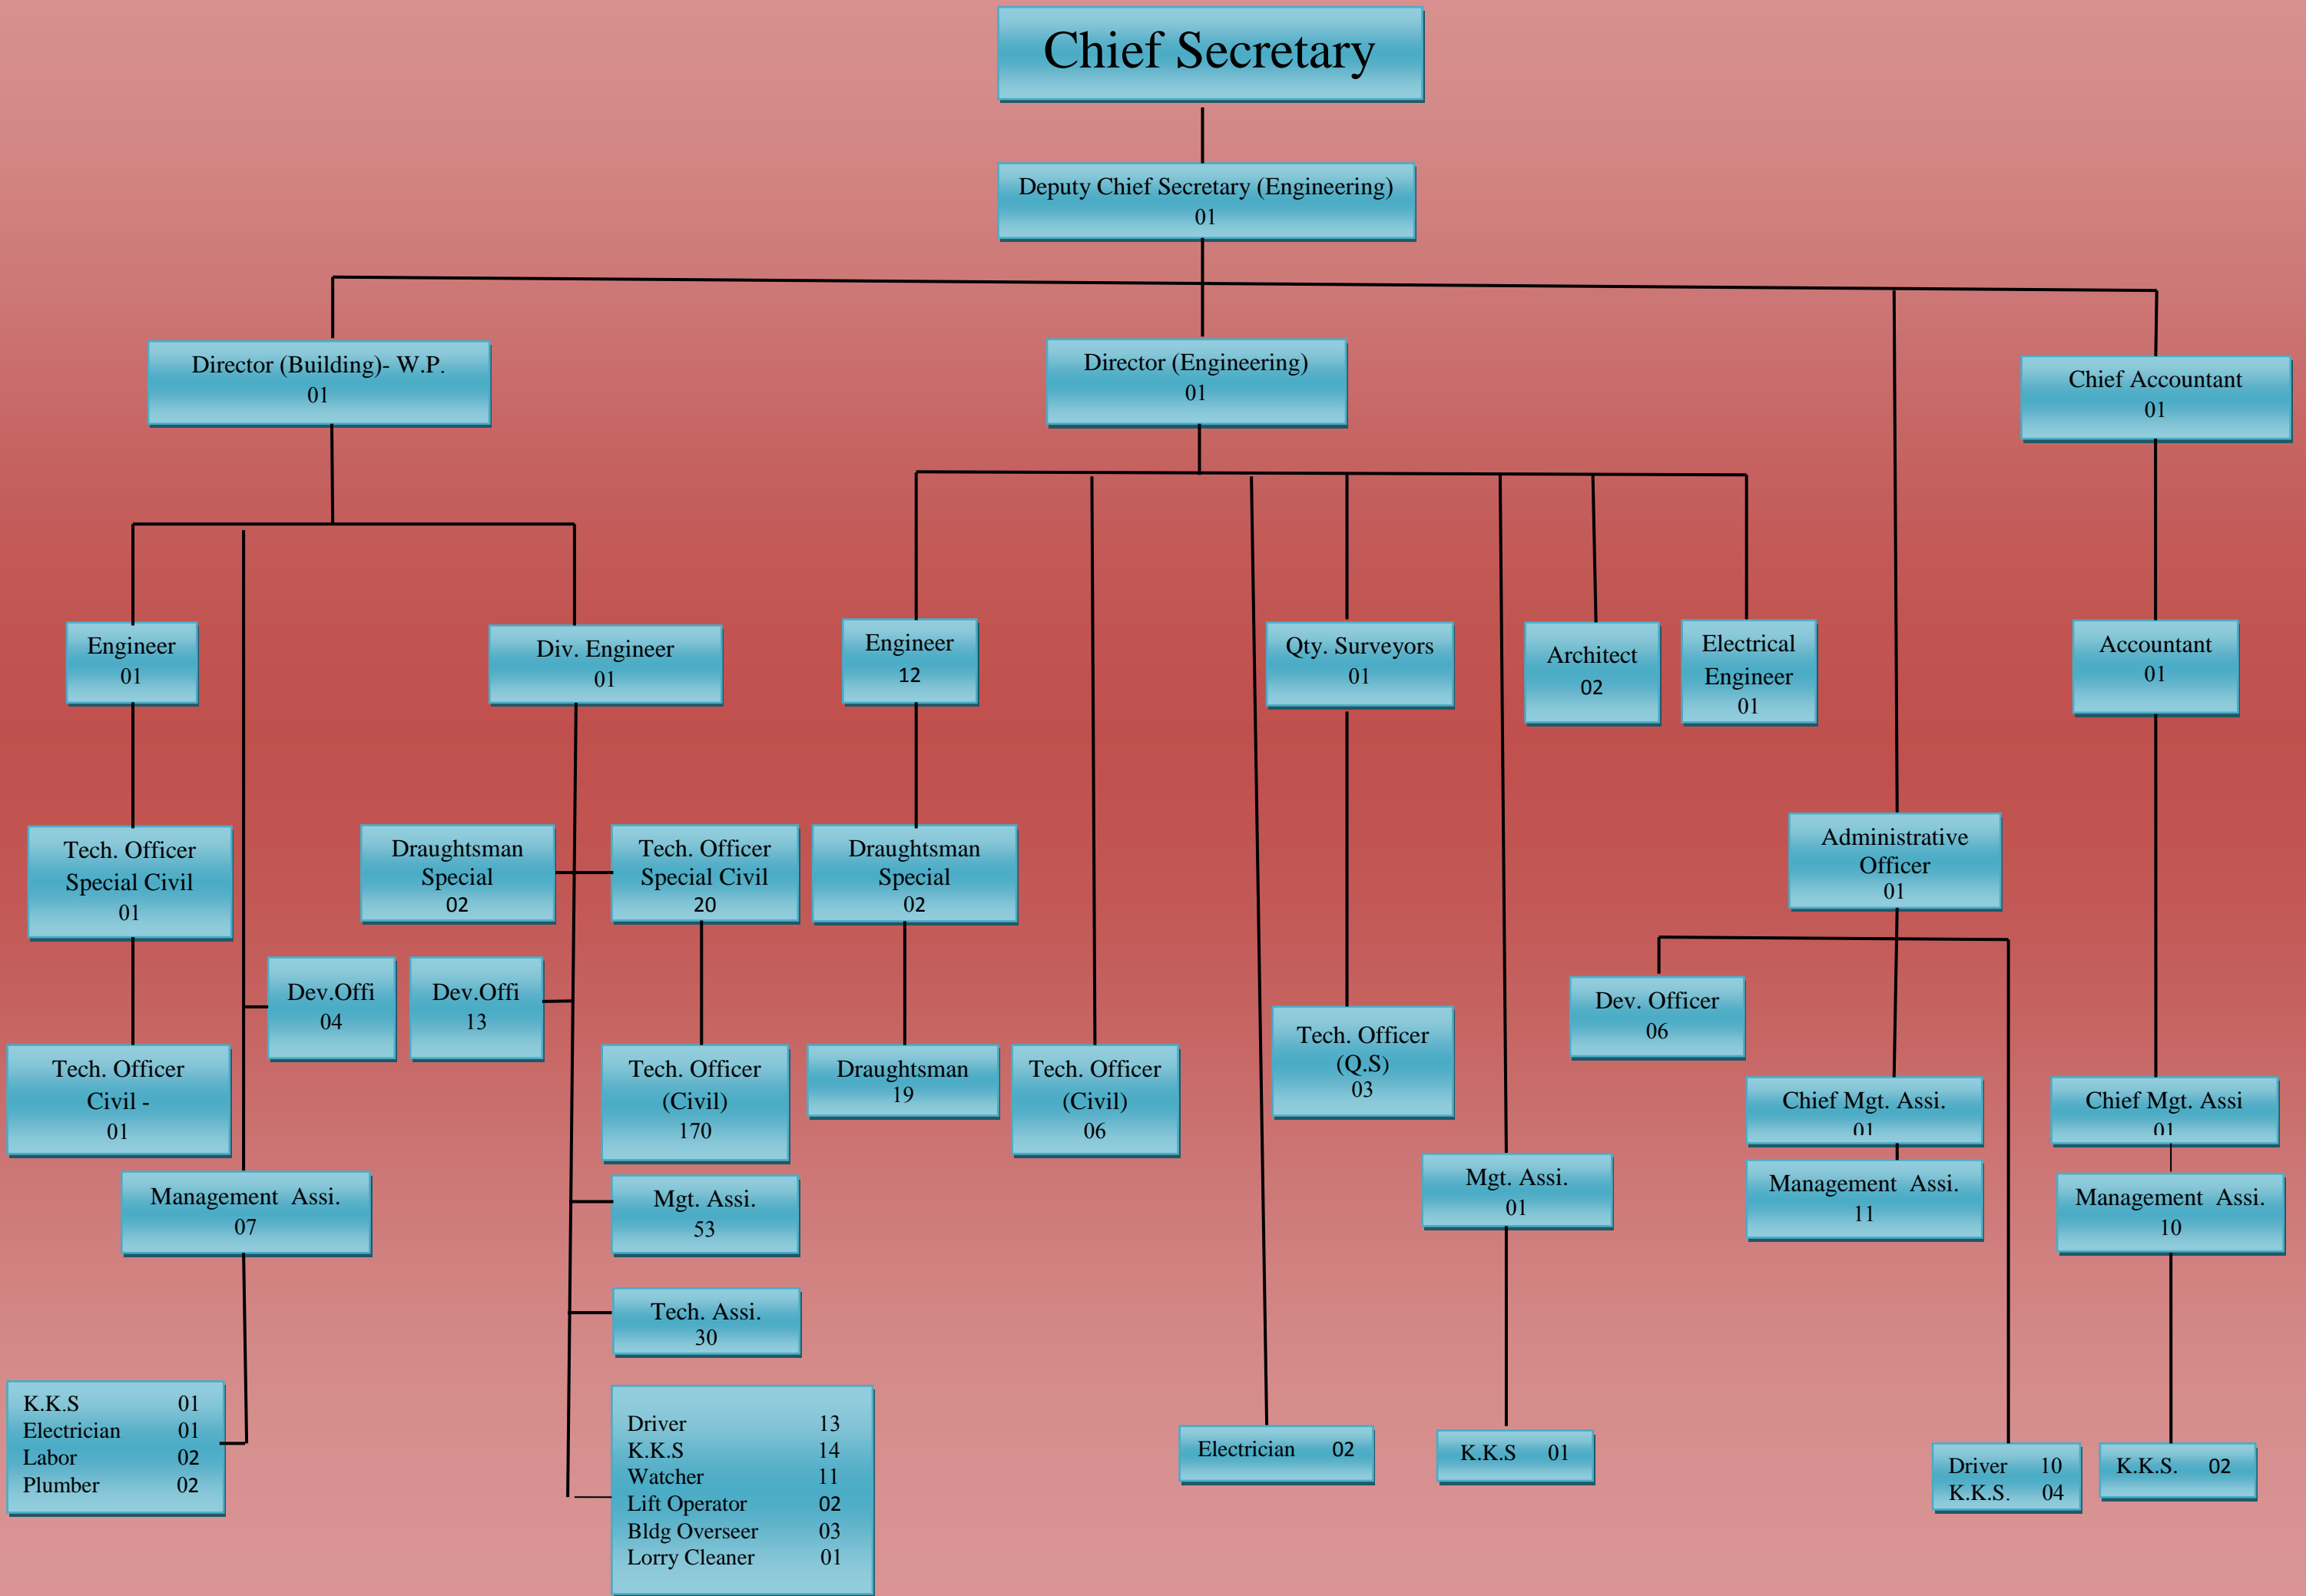 Chief Secretary
Deputy Chief Secretary (Engineering)
01
Director (Building)- W.P.
01
Director (Engineering)
01
Chief Accountant
01
Engineer
01
Div. Engineer
01
Engineer
12
Qty. Surveyors
01
Architect
02
Electrical
Engineer
01
Accountant
01
Tech. Officer
Special Civil
01
Draughtsman
Special
02
Tech. Officer
Special Civil
20
Draughtsman
Special
02
Administrative
Officer
01
Dev.Offi
04
Dev.Offi
13
Dev. Officer
06
Tech. Officer
Civil -
01
Tech. Officer
(Civil)
170
Draughtsman
19
Tech. Officer
(Civil)
06
Tech. Officer
(Q.S)
03
Chief Mgt. Assi.
01
Chief Mgt. Assi
01
Management Assi.
07
Mgt. Assi.
53
Mgt. Assi.
01
Management Assi.
11
Management Assi.
10
Tech. Assi.
30
K.K.S 01
Electrician 01
Labor 02
Plumber 02
Driver 13
K.K.S 14
Watcher 11
Lift Operator 02
Bldg Overseer 03
Lorry Cleaner 01
Electrician 02
K.K.S 01
Driver 10
K.K.S. 04
K.K.S. 02